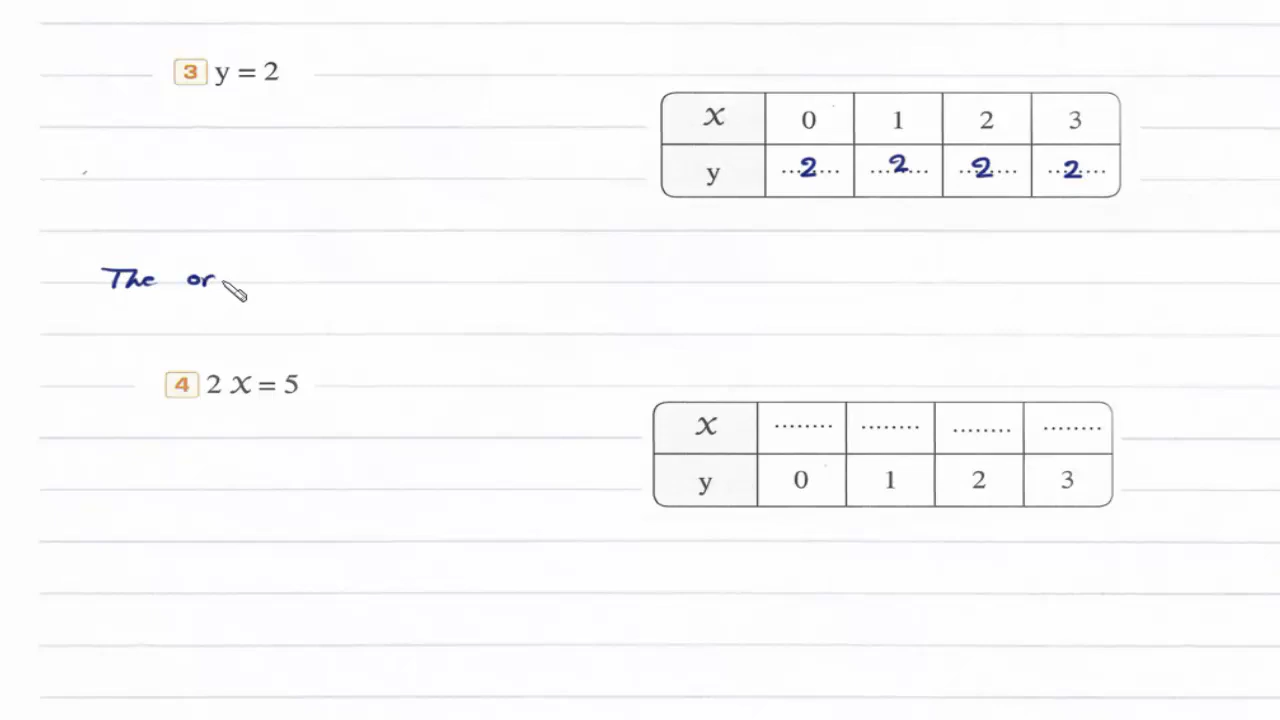 3 y = 2
x 0 1 2 3
y ...2... ...2... ...2... ...2...
The or
4 2 x = 5
x ........ ........ ........ ........
y 0 1 2 3